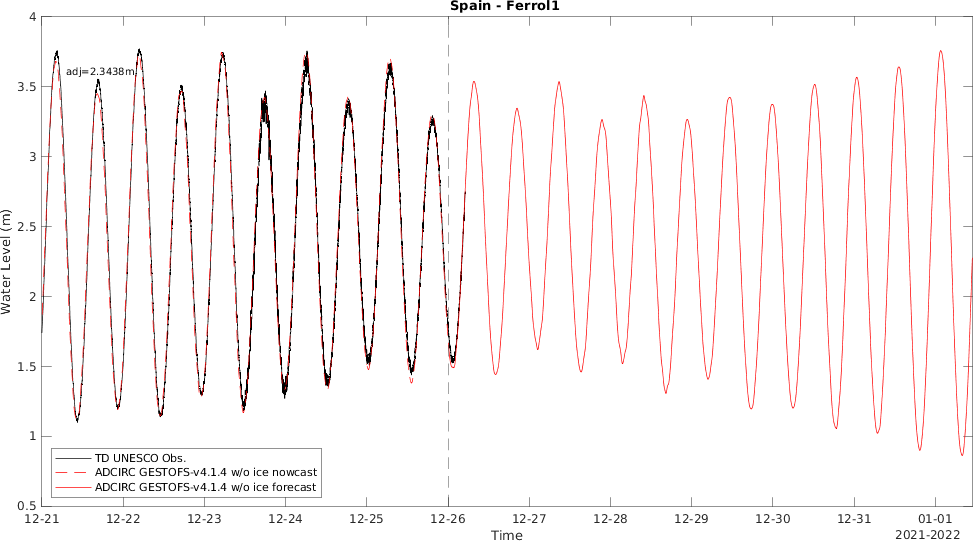 Spain - Ferrol1
4
adj=2.3438m
3.5
3
2.5
2
1.5
1
0.5
Water Level (m)
TD UNESCO Obs.
ADCIRC GESTOFS-v4.1.4 w/o ice nowcast
ADCIRC GESTOFS-v4.1.4 w/o ice forecast
12-21 12-22 12-23 12-24 12-25 12-26 12-27 12-28 12-29 12-30 12-31 01-01
Time
2021-2022